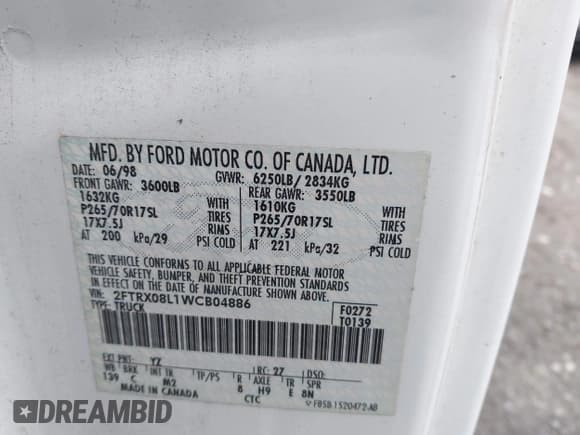 MFD. BY FORD MOTOR CO. OF CANADA, LTD.
DATE: 06/98 GVWR: 6250LB/ 2834KG
FRONT GAWR: 3600LB REAR GAWR: 3550LB
1632KG WITH 1610KG WITH
P265/70R17SL TIRES P265/70R17SL TIRES
17X7.5J RIMS 17X7.5J RIMS
AT 200 kPa/29 PSI COLD AT 221 kPa/32 PSI COLD
THIS VEHICLE CONFORMS TO ALL APPLICABLE FEDERAL MOTOR
VEHICLE SAFETY, BUMPER, AND THEFT PREVENTION STANDARDS
IN EFFECT ON THE DATE OF MANUFACTURE SHOWN ABOVE.
VIN: 2FTRX08L1WCB04886 F0272
TYPE: TRUCK T0139
EXT PNT: YZ RC: 27 DSO:
WB BRK INT TR TP/PS R AXLE TR SPR
139 C M2 8 H9 E 8N
MADE IN CANADA CTC F85B 1520472 AB
DEALERSCAM
DEALERSCAM.ORG